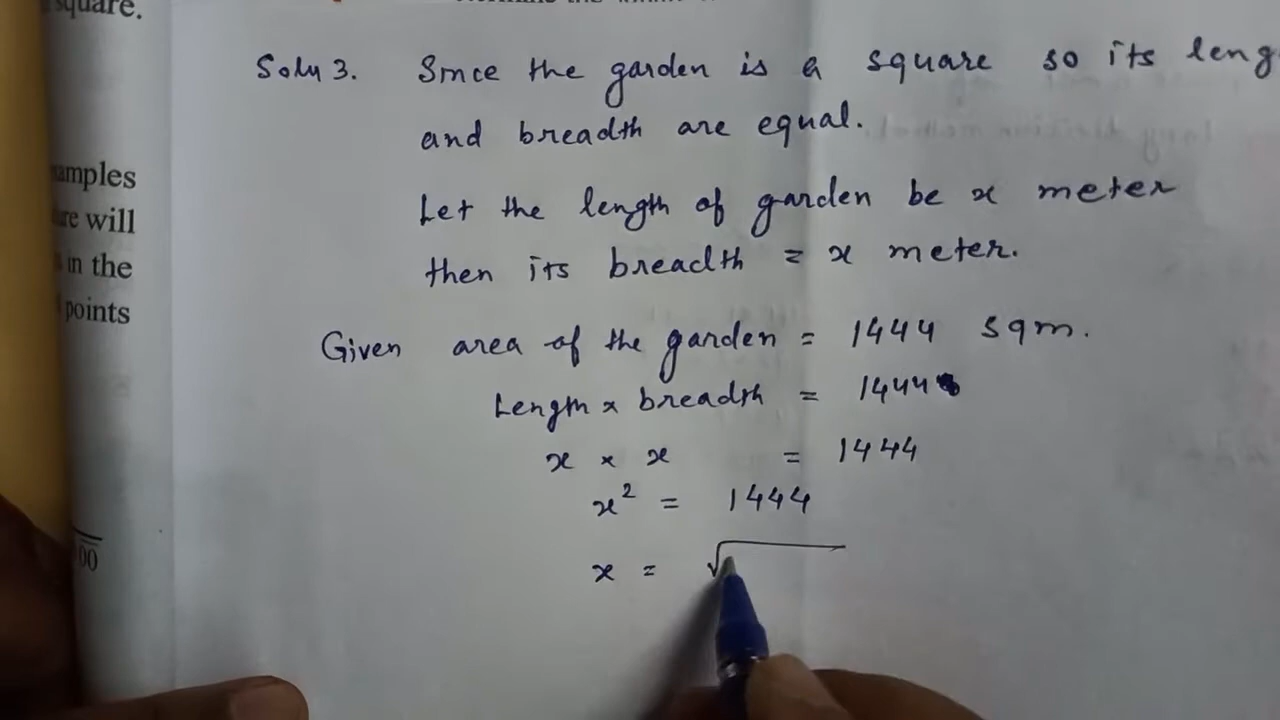 square.
Soln 3. Since the garden is a square so its leng
and breadth are equal.
amples
Let the length of garden be x meter
will
then its breadth = x meter.
in the
points
Given area of the garden = 1444 sqm.
Length x breadth = 1444
x x x = 1444
x² = 1444
00
x = √